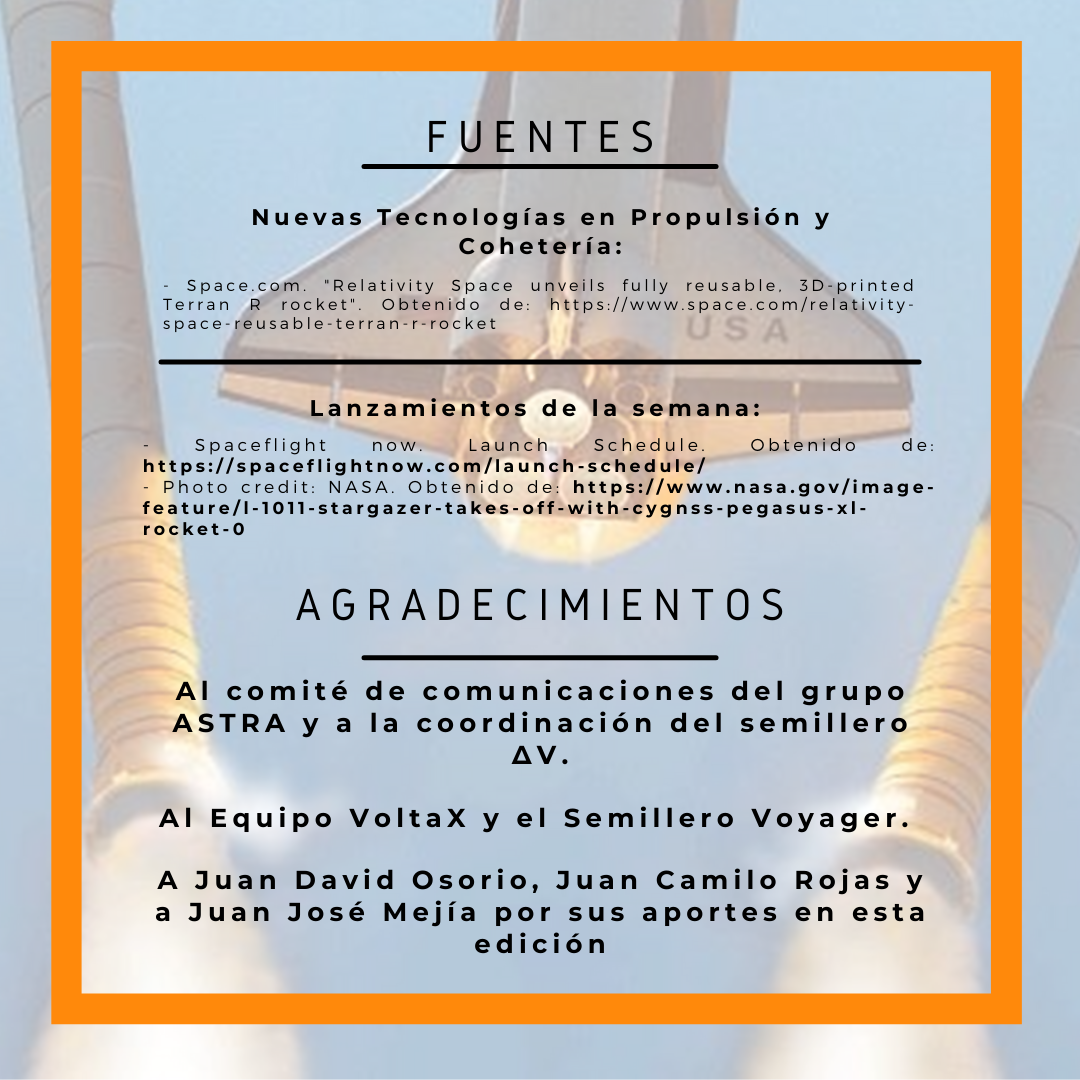 FUENTES
Nuevas Tecnologías en Propulsión y
Cohetería:
- Space.com. "Relativity Space unveils fully reusable, 3D-printed
Terran R rocket". Obtenido de: https://www.space.com/relativity-
space-reusable-terran-r-rocket
USA
Lanzamientos de la semana:
- Spaceflight now. Launch Schedule. Obtenido de:
https://spaceflightnow.com/launch-schedule/
- Photo credit: NASA. Obtenido de: https://www.nasa.gov/image-
feature/l-1011-stargazer-takes-off-with-cygnss-pegasus-xl-
rocket-0
AGRADECIMIENTOS
Al comité de comunicaciones del grupo
ASTRA y a la coordinación del semillero
ΔV.
Al Equipo VoltaX y el Semillero Voyager.
A Juan David Osorio, Juan Camilo Rojas y
a Juan José Mejía por sus aportes en esta
edición